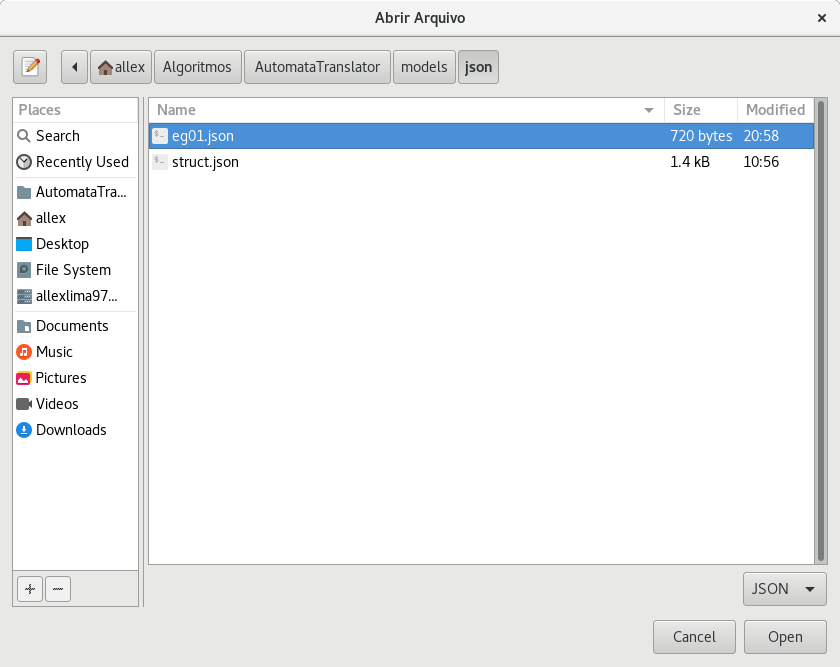 Abrir Arquivo
allex Algoritmos AutomataTranslator models json
Places
Search
Recently Used
AutomataTra...
allex
Desktop
File System
allexlima97...
Documents
Music
Pictures
Videos
Downloads
Name Size Modified
eg01.json 720 bytes 20:58
struct.json 1.4 kB 10:56
JSON
Cancel Open